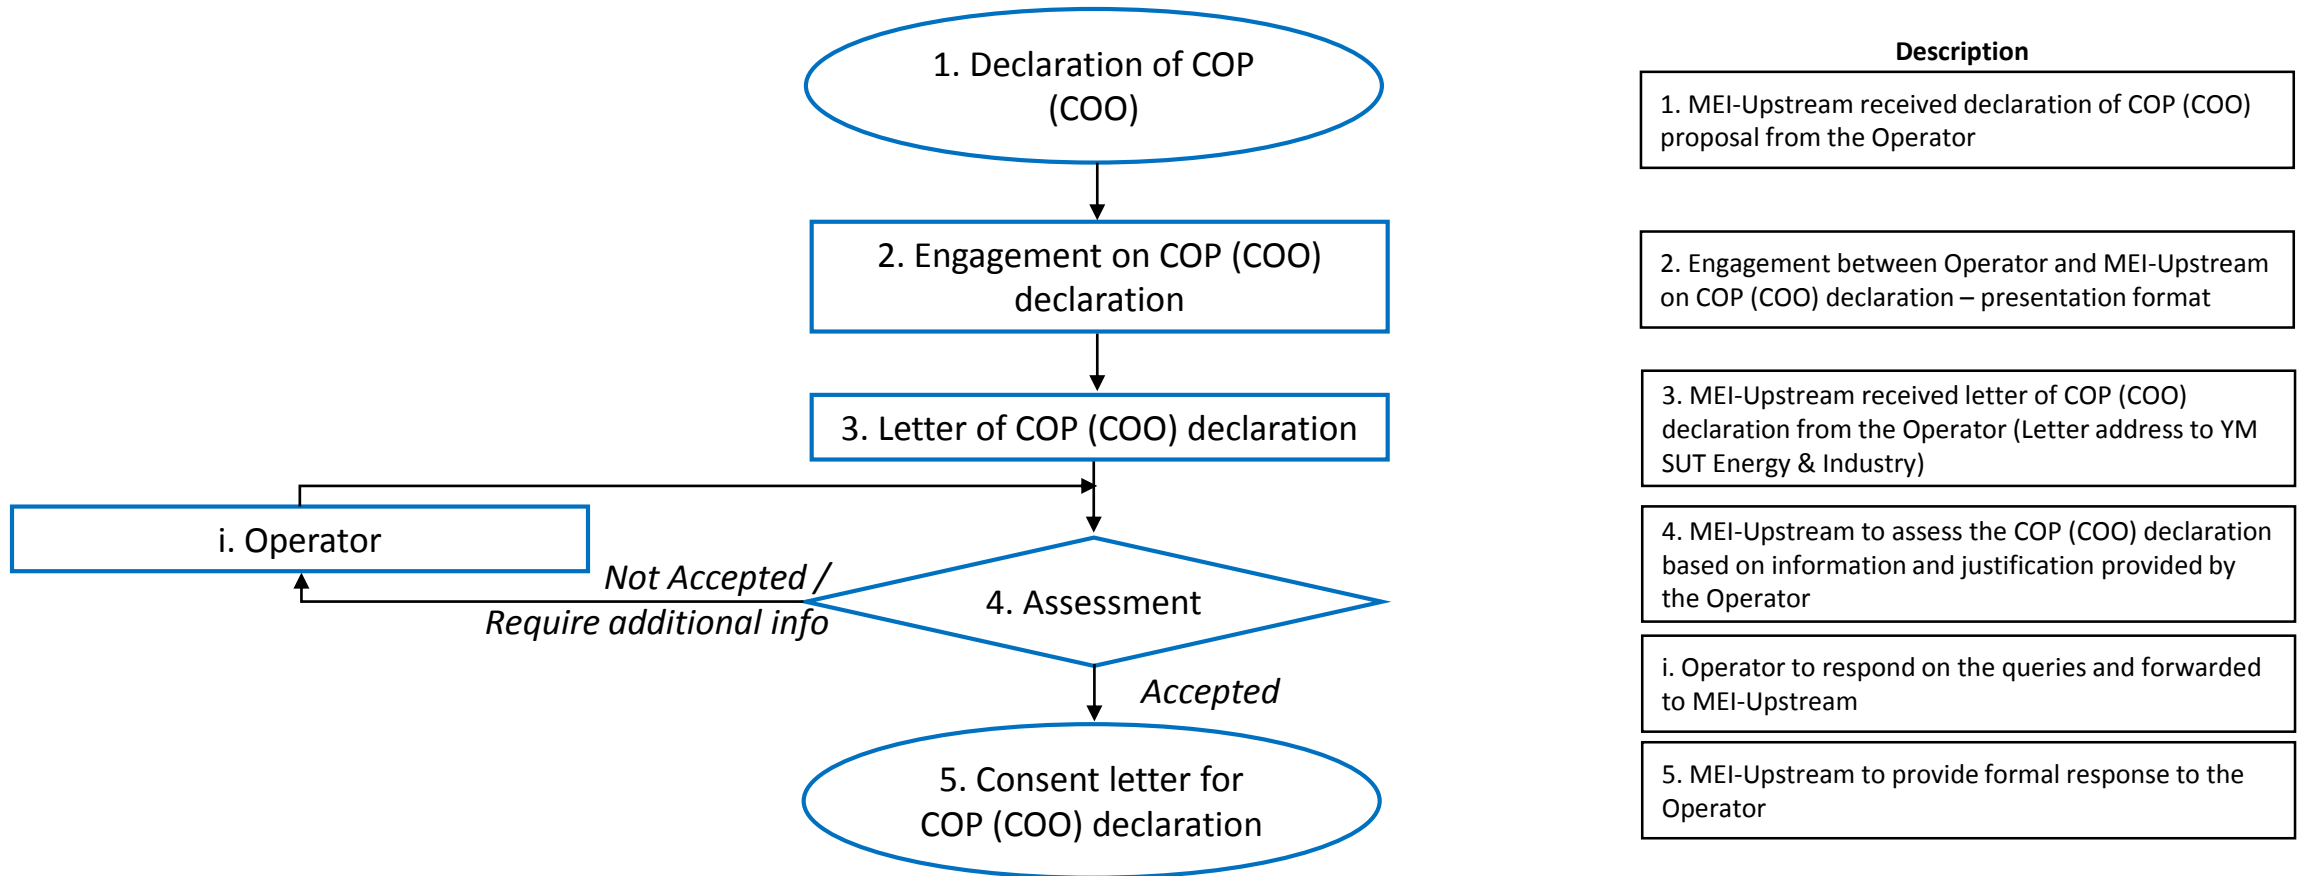 1. Declaration of COP
(COO)
2. Engagement on COP (COO)
declaration
3. Letter of COP (COO) declaration
i. Operator
Not Accepted /
Require additional info
4. Assessment
Accepted
5. Consent letter for
COP (COO) declaration
Description
1. MEI-Upstream received declaration of COP (COO)
proposal from the Operator
2. Engagement between Operator and MEI-Upstream
on COP (COO) declaration – presentation format
3. MEI-Upstream received letter of COP (COO)
declaration from the Operator (Letter address to YM
SUT Energy & Industry)
4. MEI-Upstream to assess the COP (COO) declaration
based on information and justification provided by
the Operator
i. Operator to respond on the queries and forwarded
to MEI-Upstream
5. MEI-Upstream to provide formal response to the
Operator